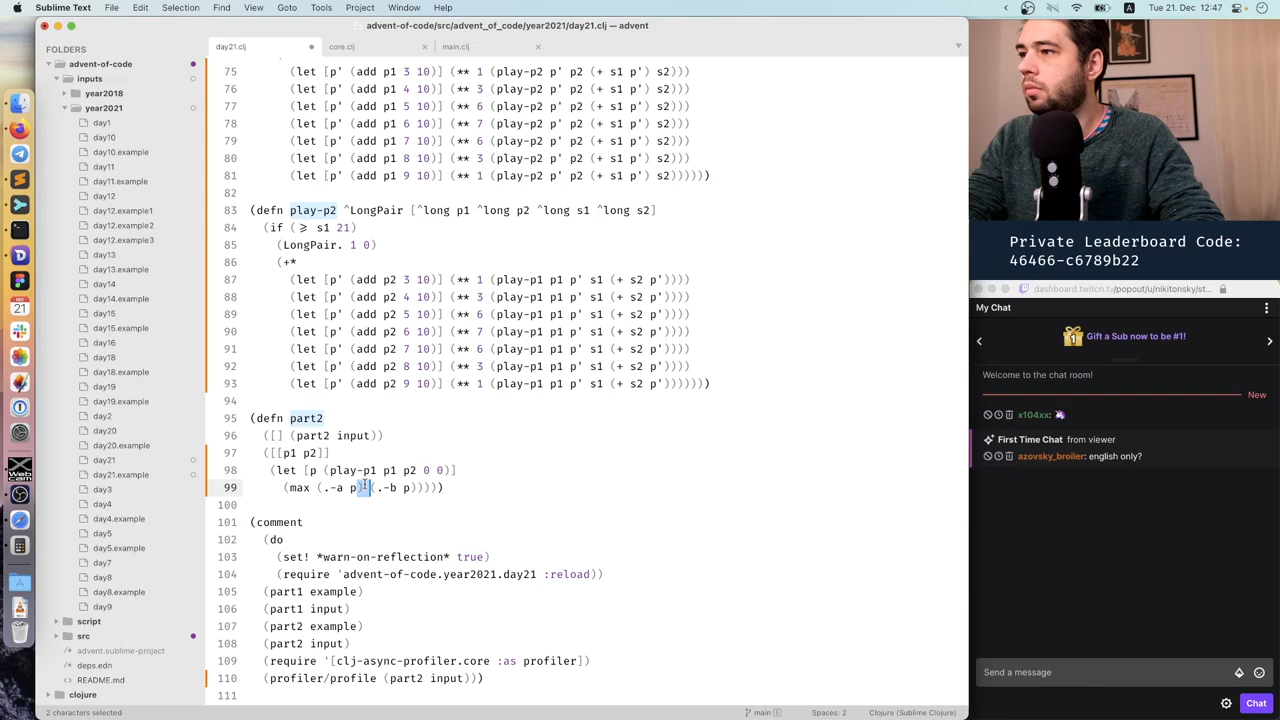 Sublime Text File Edit Selection Find View Goto Tools Project Window Help
A Tue 21. Dec 12:47
advent-of-code/src/advent_of_code/year2021/day21.clj — advent
FOLDERS
advent-of-code
inputs
year2018
year2021
day1
day10
day10.example
day11
day11.example
day12
day12.example1
day12.example2
day12.example3
day13
day13.example
day14
day14.example
day15
day15.example
day16
day18
day18.example
day19
day19.example
day2
day20
day20.example
day21
day21.example
day3
day4
day4.example
day5
day5.example
day7
day8
day8.example
day9
script
src
advent.sublime-project
deps.edn
README.md
clojure
day21.clj core.clj main.clj
75 (let [p' (add p1 3 10)] (** 1 (play-p2 p' p2 (+ s1 p') s2)))
76 (let [p' (add p1 4 10)] (** 3 (play-p2 p' p2 (+ s1 p') s2)))
77 (let [p' (add p1 5 10)] (** 6 (play-p2 p' p2 (+ s1 p') s2)))
78 (let [p' (add p1 6 10)] (** 7 (play-p2 p' p2 (+ s1 p') s2)))
79 (let [p' (add p1 7 10)] (** 6 (play-p2 p' p2 (+ s1 p') s2)))
80 (let [p' (add p1 8 10)] (** 3 (play-p2 p' p2 (+ s1 p') s2)))
81 (let [p' (add p1 9 10)] (** 1 (play-p2 p' p2 (+ s1 p') s2))))))
82
83 (defn play-p2 ^LongPair [^long p1 ^long p2 ^long s1 ^long s2]
84 (if (>= s1 21)
85 (LongPair. 1 0)
86 (+*
87 (let [p' (add p2 3 10)] (** 1 (play-p1 p1 p' s1 (+ s2 p'))))
88 (let [p' (add p2 4 10)] (** 3 (play-p1 p1 p' s1 (+ s2 p'))))
89 (let [p' (add p2 5 10)] (** 6 (play-p1 p1 p' s1 (+ s2 p'))))
90 (let [p' (add p2 6 10)] (** 7 (play-p1 p1 p' s1 (+ s2 p'))))
91 (let [p' (add p2 7 10)] (** 6 (play-p1 p1 p' s1 (+ s2 p'))))
92 (let [p' (add p2 8 10)] (** 3 (play-p1 p1 p' s1 (+ s2 p'))))
93 (let [p' (add p2 9 10)] (** 1 (play-p1 p1 p' s1 (+ s2 p')))))))
94
95 (defn part2
96 ([] (part2 input))
97 ([[p1 p2]]
98 (let [p (play-p1 p1 p2 0 0)]
99 (max (.-a p) (.-b p)))))
100
101 (comment
102 (do
103 (set! *warn-on-reflection* true)
104 (require 'advent-of-code.year2021.day21 :reload))
105 (part1 example)
106 (part1 input)
107 (part2 example)
108 (part2 input)
109 (require '[clj-async-profiler.core :as profiler])
110 (profiler/profile (part2 input)))
111
2 characters selected
main 5 Spaces: 2 Clojure (Sublime Clojure)
Private Leaderboard Code:
46466-c6789b22
dashboard.twitch.tv/popout/u/nikitonsky/st...
My Chat
1 Gift a Sub now to be #1!
Welcome to the chat room!
New
x104xx:
First Time Chat from viewer
azovsky_broiler: english only?
Send a message
Chat